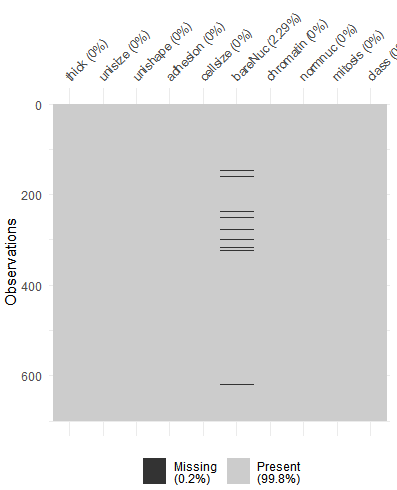 thick (0%)
unisize (0%)
unishape (0%)
adhesion (0%)
cellsize (0%)
bareNuc (2.29%)
chromatin (0%)
normnuc (0%)
mitosis (0%)
class (0%
0
200
400
600
Observations
Missing
(0.2%)
Present
(99.8%)